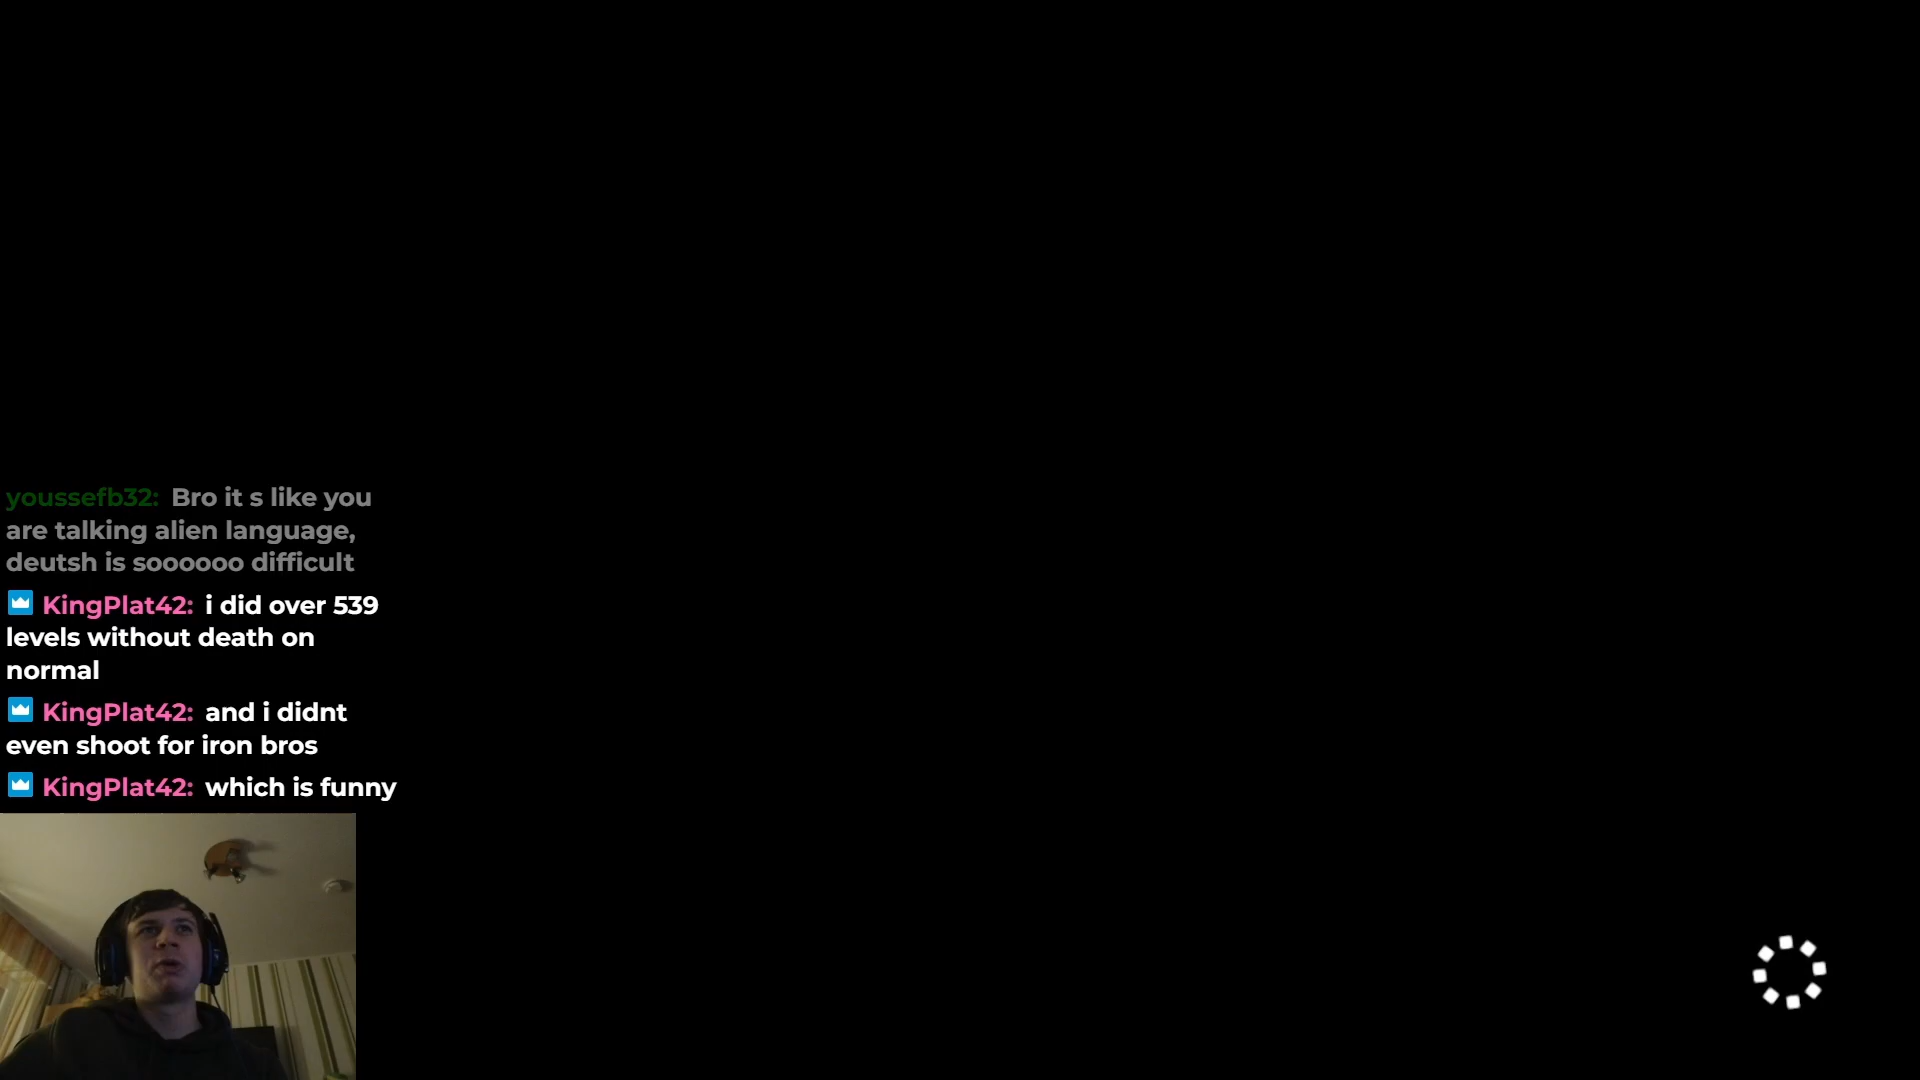 youssefb32: Bro it s like you
are talking alien language,
deutsh is soooooo difficult
KingPlat42: i did over 539
levels without death on
normal
KingPlat42: and i didnt
even shoot for iron bros
KingPlat42: which is funny